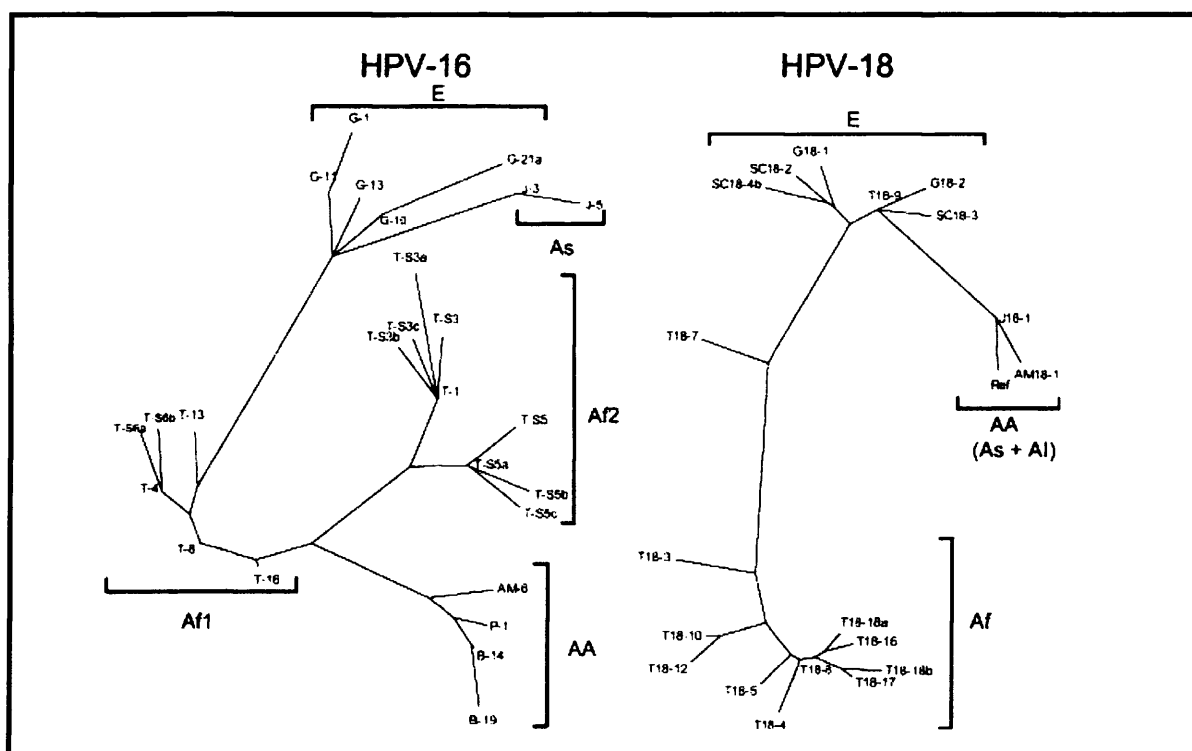 HPV-16
E
G-1
G-11
G-13
G-21a
G-10
J-3
J-5
As
T-S3a
T-S3c
T-S3
T-S3b
T-1
Af2
T-S5
T-S5a
T-S5b
T-S5c
T-S6a
T-S6b
T-13
T-4
T-8
T-16
Af1
AM-6
P-1
B-14
B-19
AA
HPV-18
E
G18-1
SC18-2
SC18-4b
T18-9
G18-2
SC18-3
T18-7
J18-1
AM18-1
Ref
AA
(As + AI)
T18-3
T18-10
T18-12
T18-18a
T18-16
T18-8
T18-18b
T18-17
T18-5
T18-4
Af